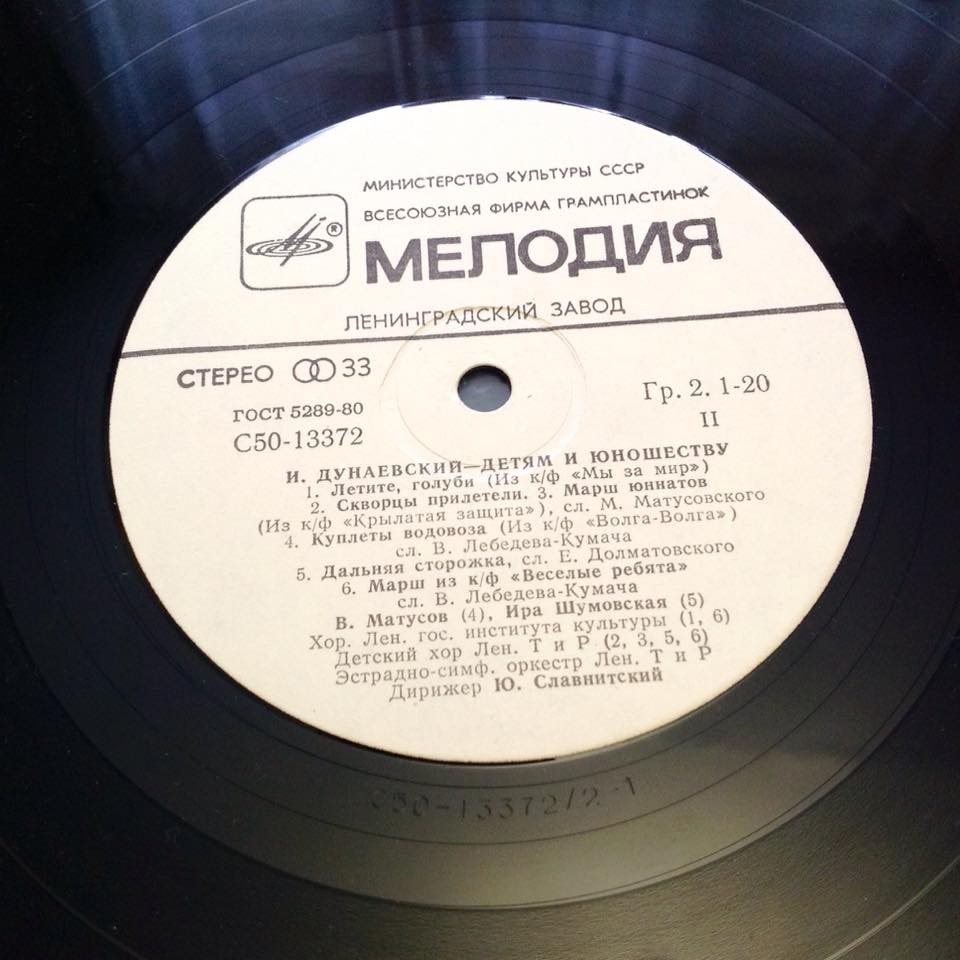 МИНИСТЕРСТВО КУЛЬТУРЫ СССР
ВСЕСОЮЗНАЯ ФИРМА ГРАМПЛАСТИНОК
®
МЕЛОДИЯ
ЛЕНИНГРАДСКИЙ ЗАВОД
СТЕРЕО 33
Гр. 2. 1-20
ГОСТ 5289-80
II
С50-13372
И. ДУНАЕВСКИЙ—ДЕТЯМ И ЮНОШЕСТВУ
1. Летите, голуби (Из к/ф «Мы за мир»)
2. Скворцы прилетели. 3. Марш юннатов
(Из к/ф «Крылатая защита»), сл. М. Матусовского
4. Куплеты водовоза (Из к/ф «Волга-Волга»)
сл. В. Лебедева-Кумача
5. Дальняя сторожка, сл. Е. Долматовского
6. Марш из к/ф «Веселые ребята»
сл. В. Лебедева-Кумача
В. Матусов (4), Ира Шумовская (5)
Хор. Лен. гос. института культуры (1, 6)
Детский хор Лен. Т и Р (2, 3, 5, 6)
Эстрадно-симф. оркестр Лен. Т и Р
Дирижер Ю. Славнитский
С50-13372/2-1